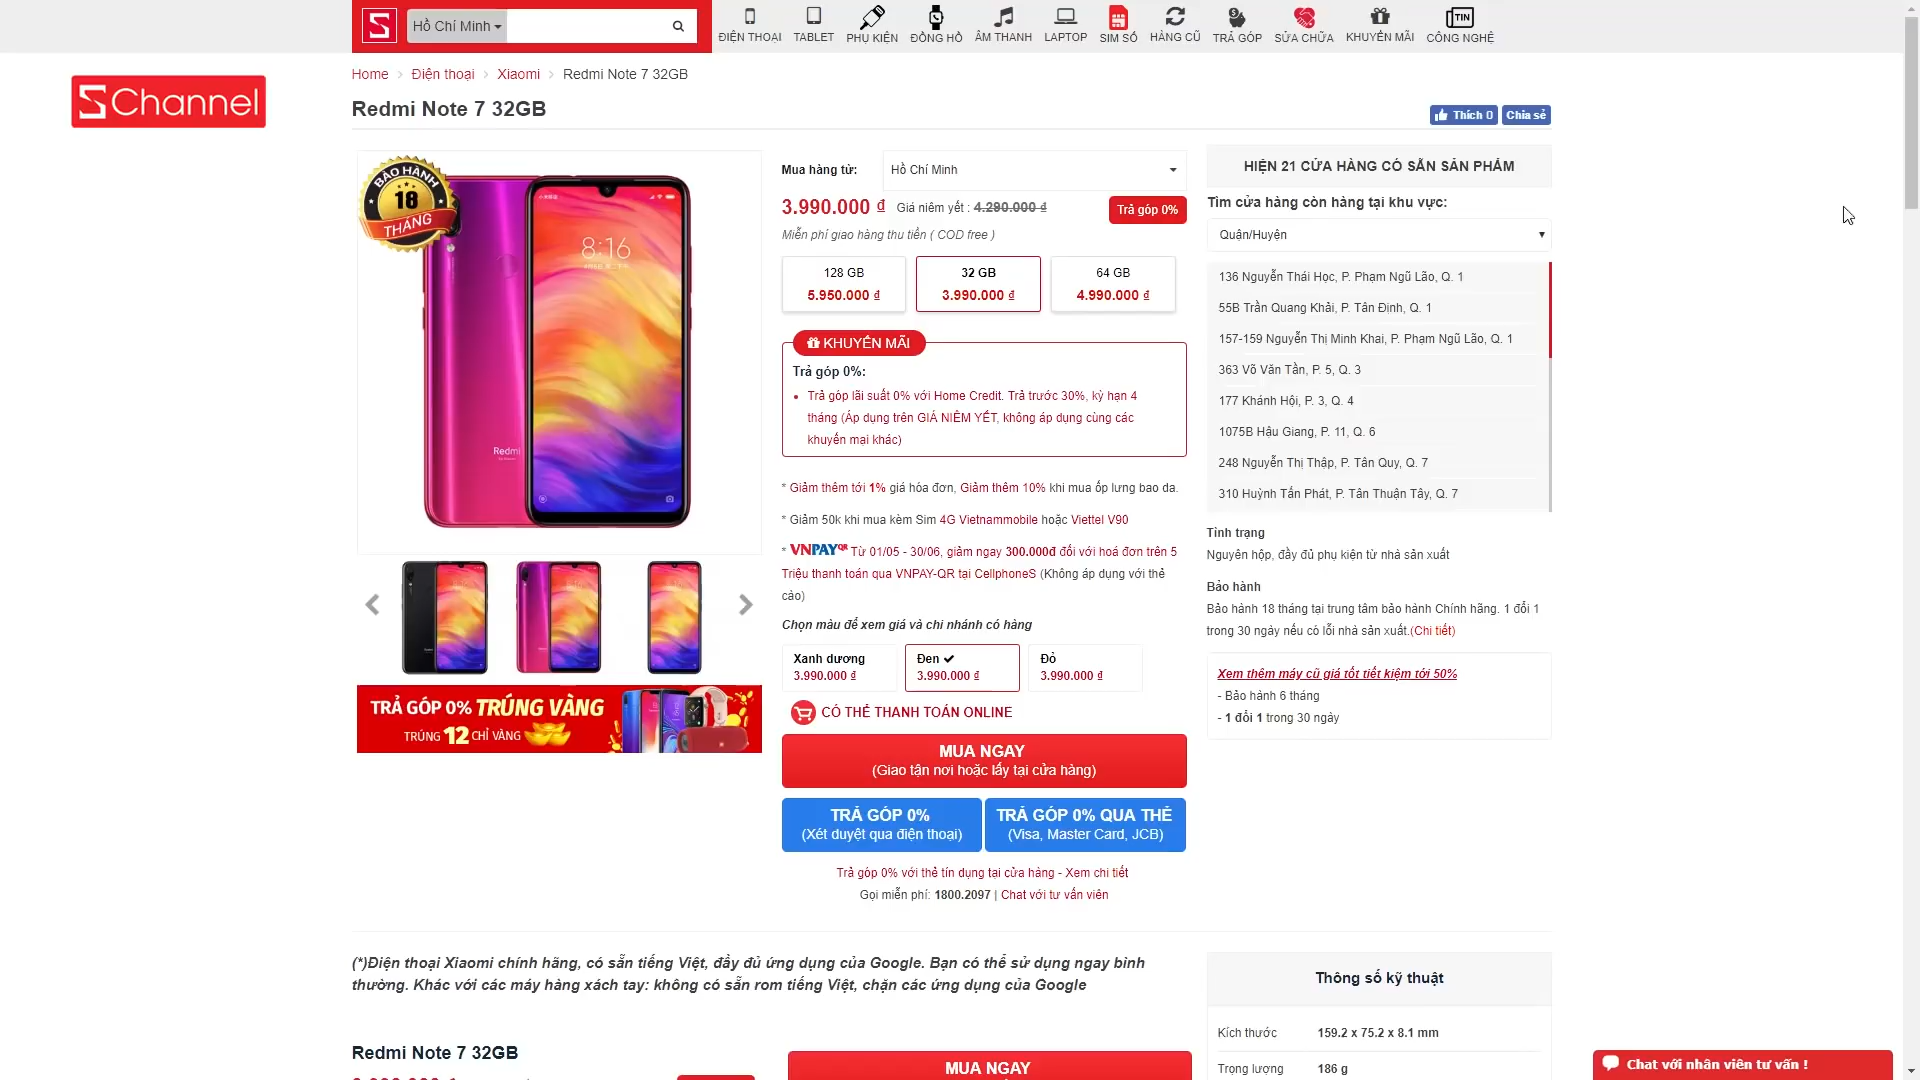 S
Hồ Chí Minh
ĐIỆN THOẠI
TABLET
PHỤ KIỆN
ĐỒNG HỒ
ÂM THANH
LAPTOP
SIM SỐ
HÀNG CŨ
TRẢ GÓP
SỬA CHỮA
KHUYẾN MÃI
TIN
CÔNG NGHỆ
SChannel
Home > Điện thoại > Xiaomi > Redmi Note 7 32GB
Redmi Note 7 32GB
Thích 0
Chia sẻ
BẢO HÀNH
18
THÁNG
8:16
Redmi
Mua hàng từ:
Hồ Chí Minh
3.990.000 ₫ Giá niêm yết : 4.290.000 ₫
Trả góp 0%
Miễn phí giao hàng thu tiền ( COD free )
128 GB
5.950.000 ₫
32 GB
3.990.000 ₫
64 GB
4.990.000 ₫
KHUYẾN MÃI
Trả góp 0%:
• Trả góp lãi suất 0% với Home Credit. Trả trước 30%, kỳ hạn 4
tháng (Áp dụng trên GIÁ NIÊM YẾT, không áp dụng cùng các
khuyến mại khác)
* Giảm thêm tới 1% giá hóa đơn, Giảm thêm 10% khi mua ốp lưng bao da.
* Giảm 50k khi mua kèm Sim 4G Vietnammobile hoặc Viettel V90
* VNPAYQR Từ 01/05 - 30/06, giảm ngay 300.000đ đối với hoá đơn trên 5
Triệu thanh toán qua VNPAY-QR tại CellphoneS (Không áp dụng với thẻ
cào)
Chọn màu để xem giá và chi nhánh có hàng
Xanh dương
3.990.000 ₫
Đen ✔
3.990.000 ₫
Đỏ
3.990.000 ₫
CÓ THỂ THANH TOÁN ONLINE
MUA NGAY
(Giao tận nơi hoặc lấy tại cửa hàng)
TRẢ GÓP 0%
(Xét duyệt qua điện thoại)
TRẢ GÓP 0% QUA THẺ
(Visa, Master Card, JCB)
Trả góp 0% với thẻ tín dụng tại cửa hàng - Xem chi tiết
Gọi miễn phí: 1800.2097 | Chat với tư vấn viên
TRẢ GÓP 0% TRÚNG VÀNG
TRÚNG 12 CHỈ VÀNG
HIỆN 21 CỬA HÀNG CÓ SẴN SẢN PHẨM
Tìm cửa hàng còn hàng tại khu vực:
Quận/Huyện
136 Nguyễn Thái Học, P. Phạm Ngũ Lão, Q. 1
55B Trần Quang Khải, P. Tân Định, Q. 1
157-159 Nguyễn Thị Minh Khai, P. Phạm Ngũ Lão, Q. 1
363 Võ Văn Tần, P. 5, Q. 3
177 Khánh Hội, P. 3, Q. 4
1075B Hậu Giang, P. 11, Q. 6
248 Nguyễn Thị Thập, P. Tân Quy, Q. 7
310 Huỳnh Tấn Phát, P. Tân Thuận Tây, Q. 7
Tình trạng
Nguyên hộp, đầy đủ phụ kiện từ nhà sản xuất
Bảo hành
Bảo hành 18 tháng tại trung tâm bảo hành Chính hãng. 1 đổi 1
trong 30 ngày nếu có lỗi nhà sản xuất.(Chi tiết)
Xem thêm máy cũ giá tốt tiết kiệm tới 50%
- Bảo hành 6 tháng
- 1 đổi 1 trong 30 ngày
(*)Điện thoại Xiaomi chính hãng, có sẵn tiếng Việt, đầy đủ ứng dụng của Google. Bạn có thể sử dụng ngay bình
thường. Khác với các máy hàng xách tay: không có sẵn rom tiếng Việt, chặn các ứng dụng của Google
Redmi Note 7 32GB
MUA NGAY
Thông số kỹ thuật
Kích thước 159.2 x 75.2 x 8.1 mm
Trọng lượng 186 g
Chat với nhân viên tư vấn !